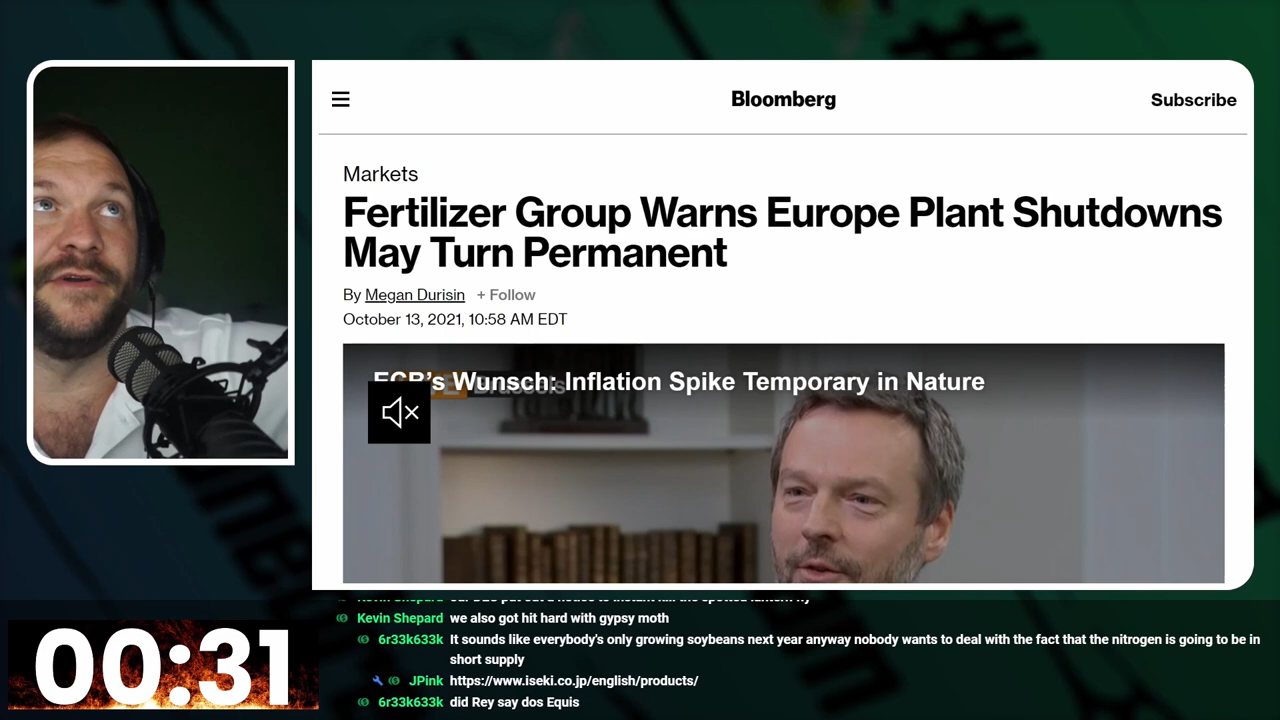 Bloomberg
Subscribe
Markets
Fertilizer Group Warns Europe Plant Shutdowns
May Turn Permanent
By Megan Durisin + Follow
October 13, 2021, 10:58 AM EDT
ECB's Wunsch: Inflation Spike Temporary in Nature
Brussels
Kevin Shepard we also got hit hard with gypsy moth
6r33k633k It sounds like everybody's only growing soybeans next year anyway nobody wants to deal with the fact that the nitrogen is going to be in
short supply
JPink https://www.iseki.co.jp/english/products/
6r33k633k did Rey say dos Equis
00:31